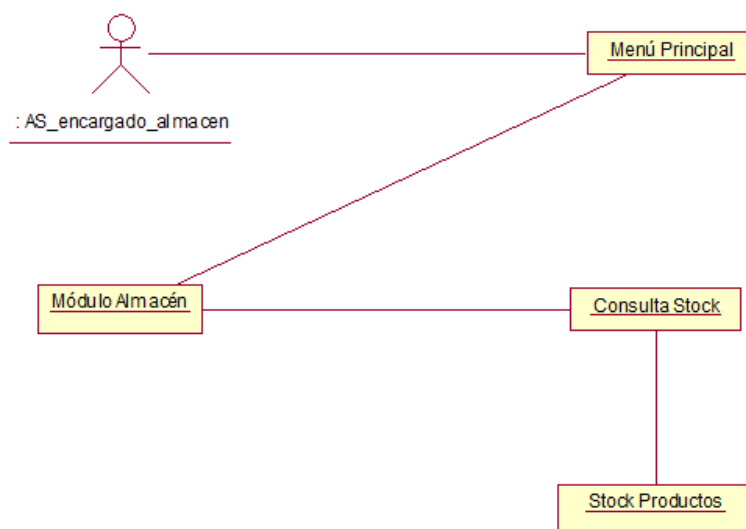 Menú Principal
: AS_encargado_almacen
Módulo Almacén
Consulta Stock
Stock Productos